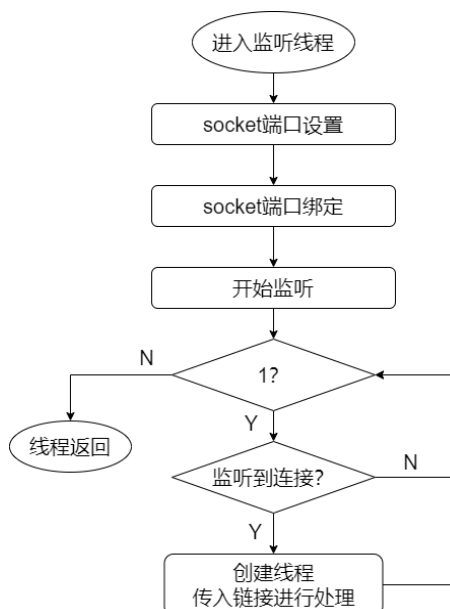 进入监听线程
socket端口设置
socket端口绑定
开始监听
N
1?
Y
线程返回
监听到连接?
N
Y
创建线程
传入链接进行处理